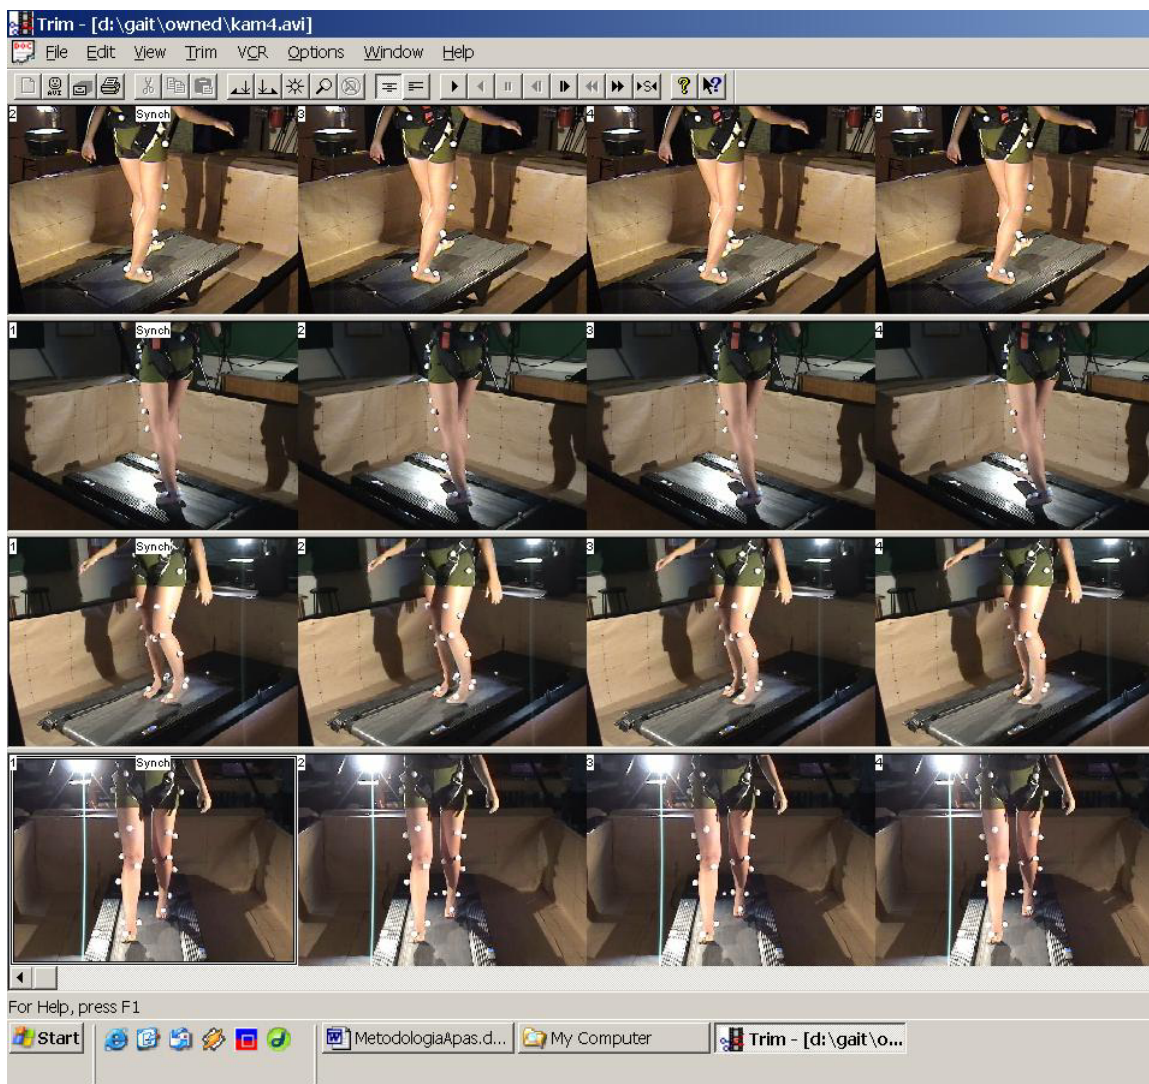 Trim - [d:\gait\owned\kam4.avi]
DOC File Edit View Trim VCR Options Window Help
AVI S ? ?
2 Synch 3 4 5
1 Synch 2 3 4
1 Synch 2 3 4
1 Synch 2 3 4
For Help, press F1
Start MetodologiaApas.d... My Computer Trim - [d:\gait\o...